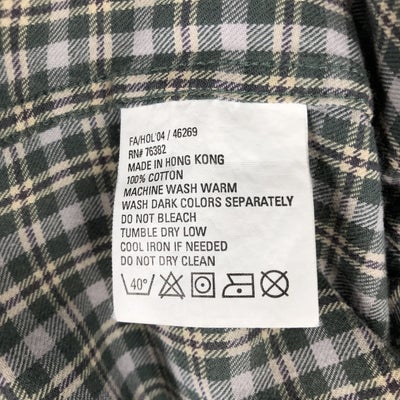 FA/HOL'04 / 46269
RN# 76382
MADE IN HONG KONG
100% COTTON
MACHINE WASH WARM
WASH DARK COLORS SEPARATELY
DO NOT BLEACH
TUMBLE DRY LOW
COOL IRON IF NEEDED
DO NOT DRY CLEAN
40°